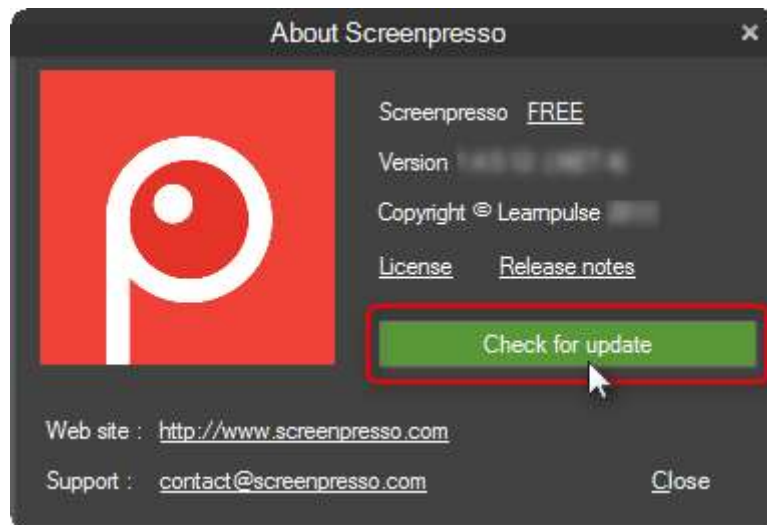 About Screenpresso
Screenpresso FREE
Version
Copyright © Learnpulse
License Release notes
Check for update
Web site : http://www.screenpresso.com
Support : contact@screenpresso.com
Close